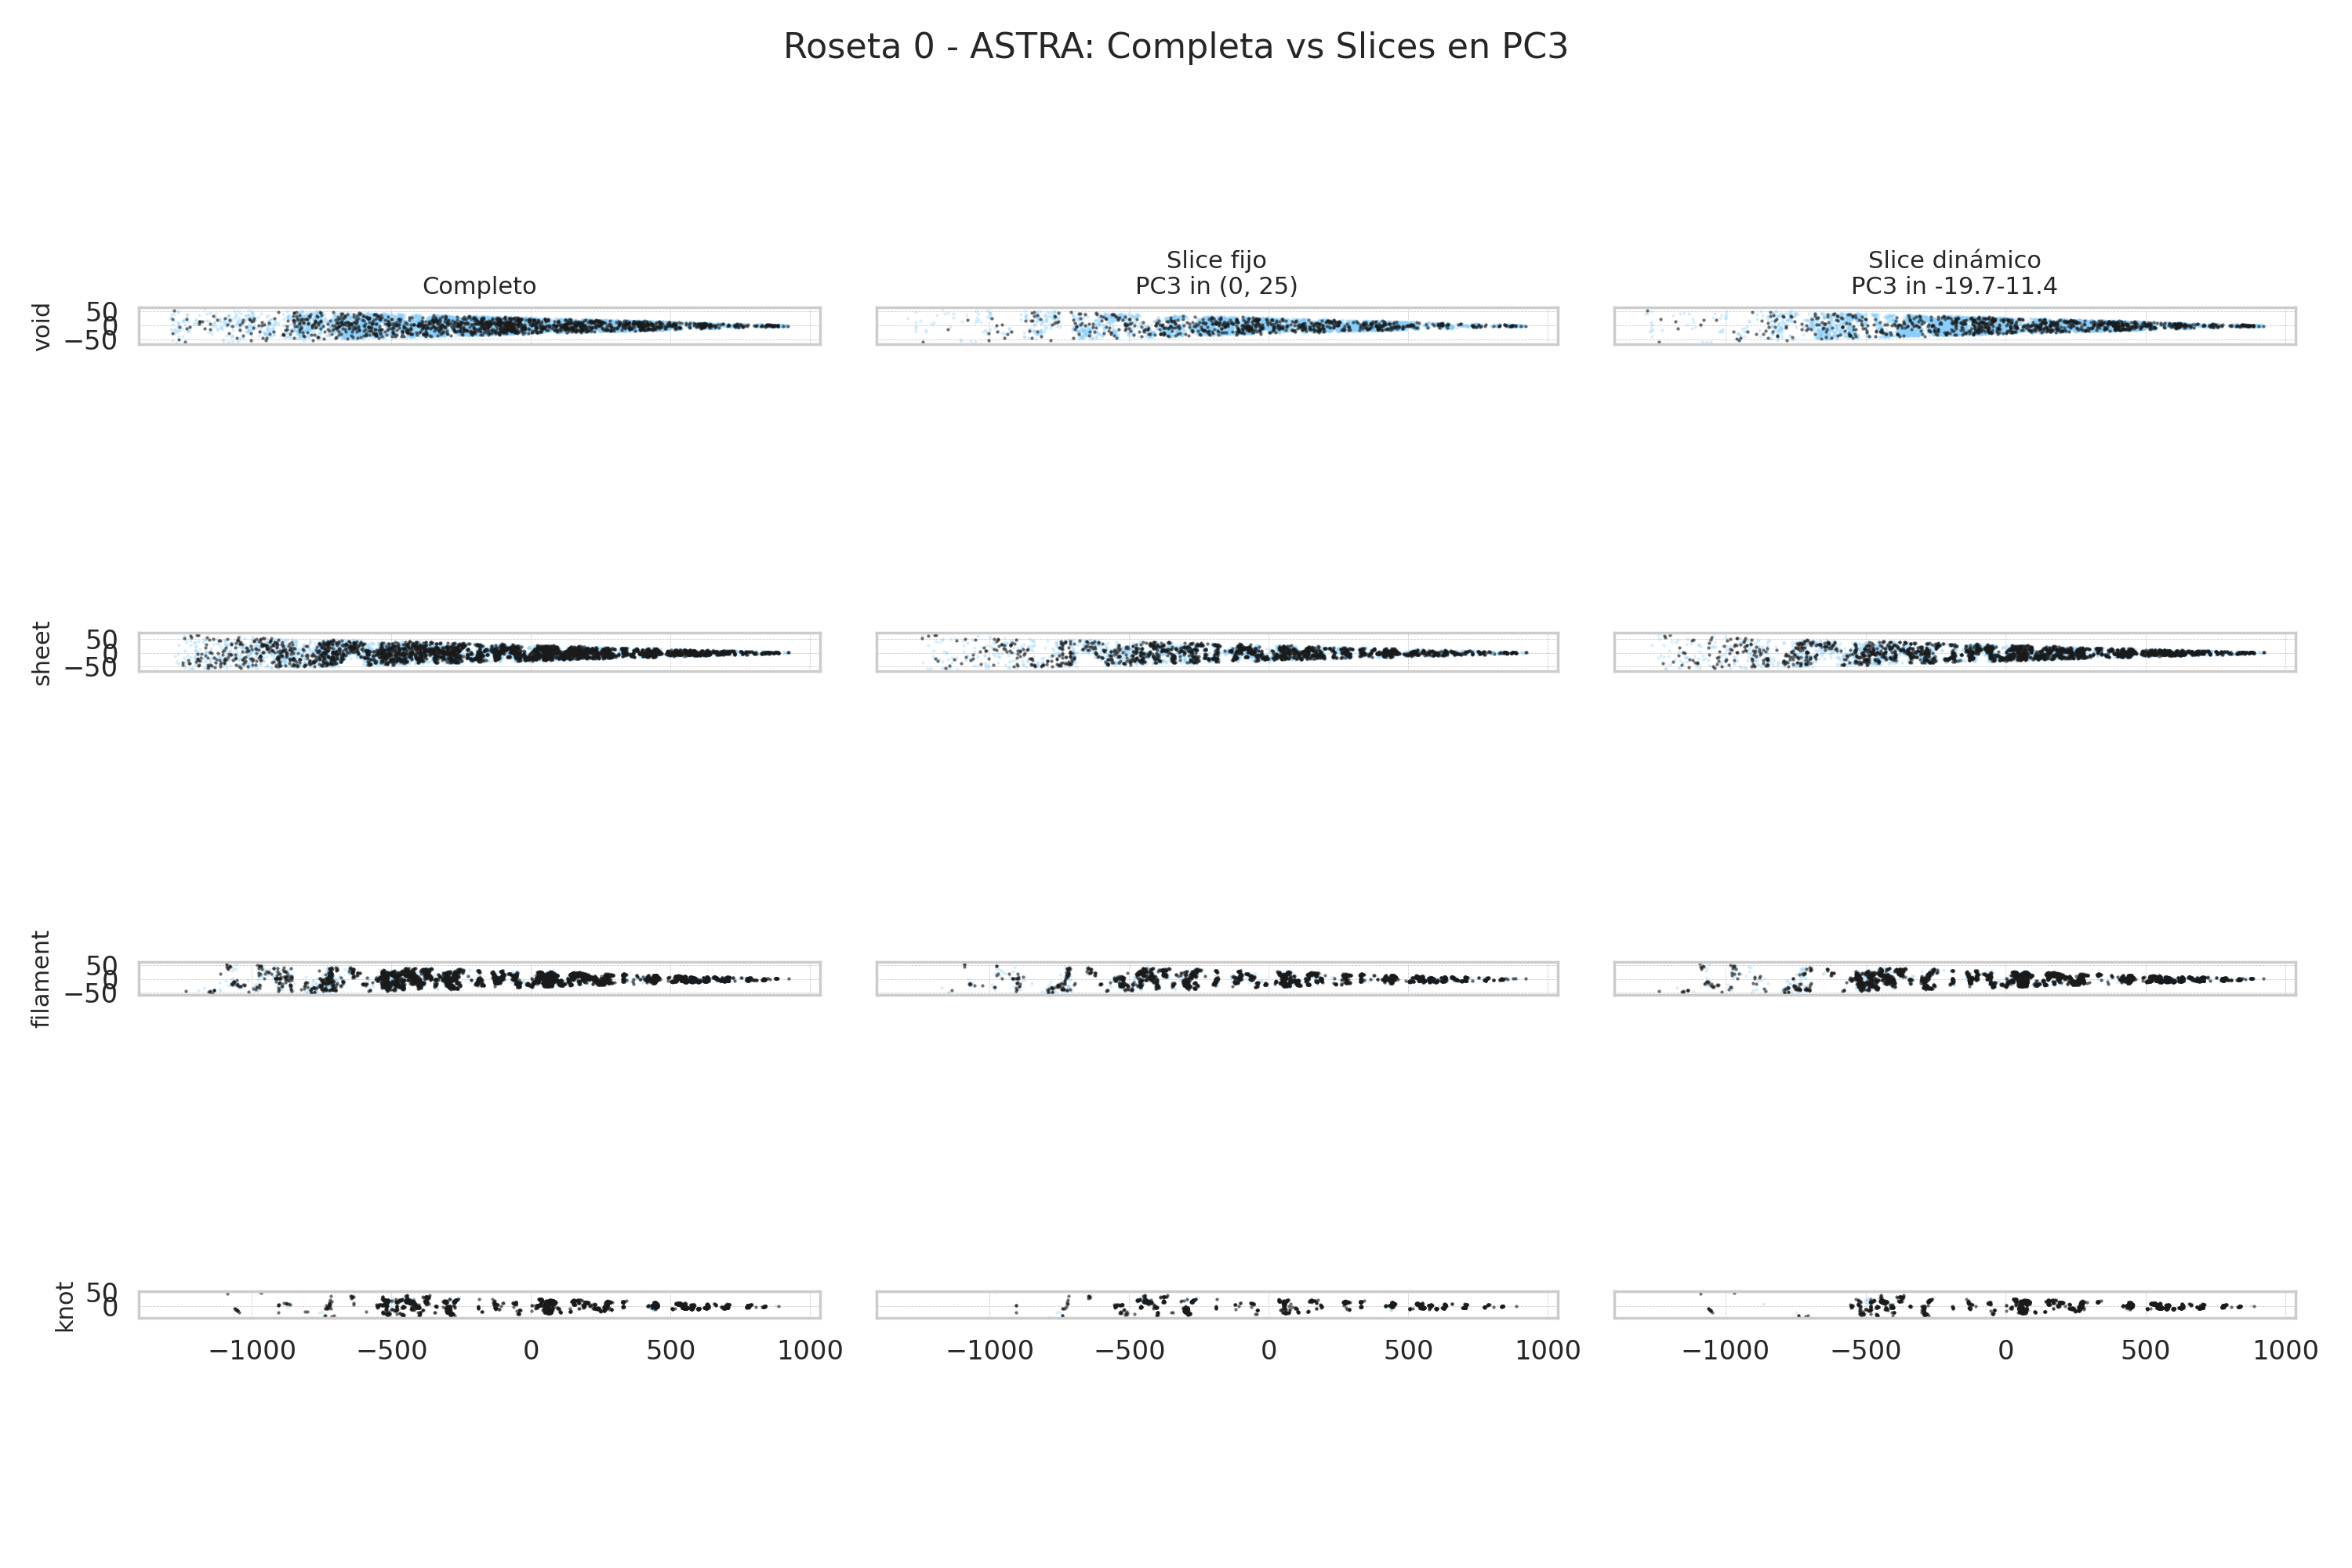 Roseta 0 - ASTRA: Completa vs Slices en PC3
Completo
Slice fijo
PC3 in (0, 25)
Slice dinámico
PC3 in -19.7-11.4
void
50
0
−50
sheet
50
0
−50
filament
50
0
−50
knot
50
0
−1000 −500 0 500 1000
−1000 −500 0 500 1000
−1000 −500 0 500 1000